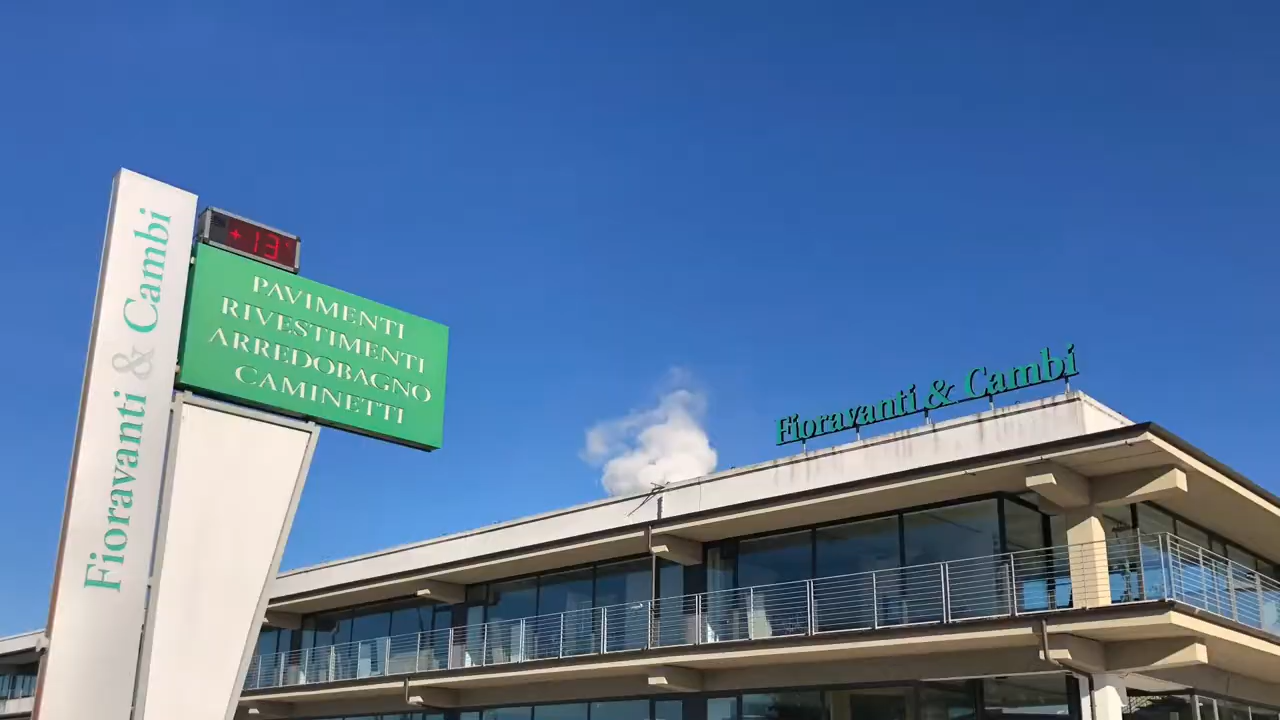 Fioravanti & Cambi
+13°
PAVIMENTI
RIVESTIMENTI
ARREDOBAGNO
CAMINETTI
Fioravanti & Cambi